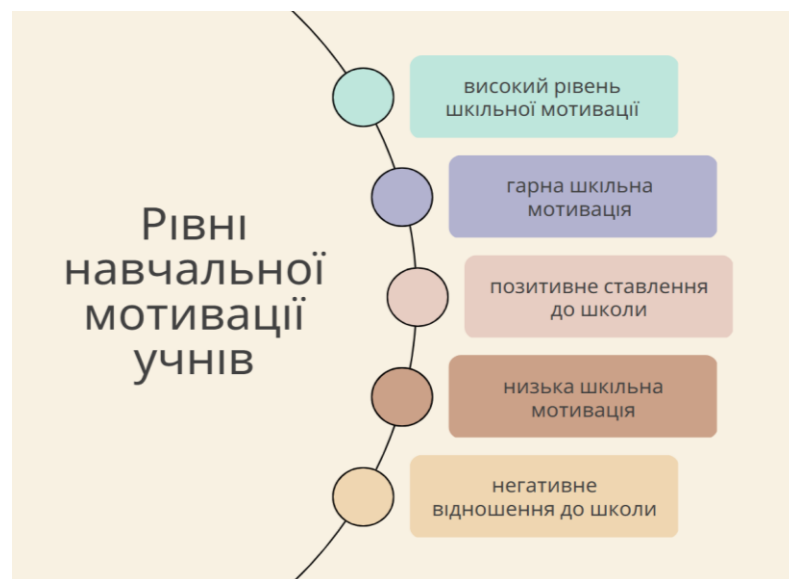 Рівні
навчальної
мотивації
учнів
високий рівень
шкільної мотивації
гарна шкільна
мотивація
позитивне ставлення
до школи
низька шкільна
мотивація
негативне
відношення до школи